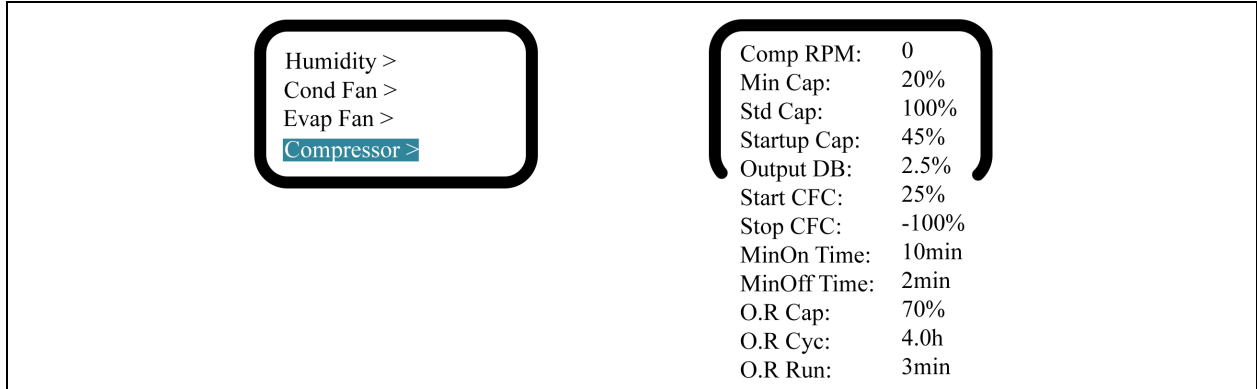 Humidity >
Cond Fan >
Evap Fan >
Compressor >
Comp RPM: 0
Min Cap: 20%
Std Cap: 100%
Startup Cap: 45%
Output DB: 2.5%
Start CFC: 25%
Stop CFC: -100%
MinOn Time: 10min
MinOff Time: 2min
O.R Cap: 70%
O.R Cyc: 4.0h
O.R Run: 3min